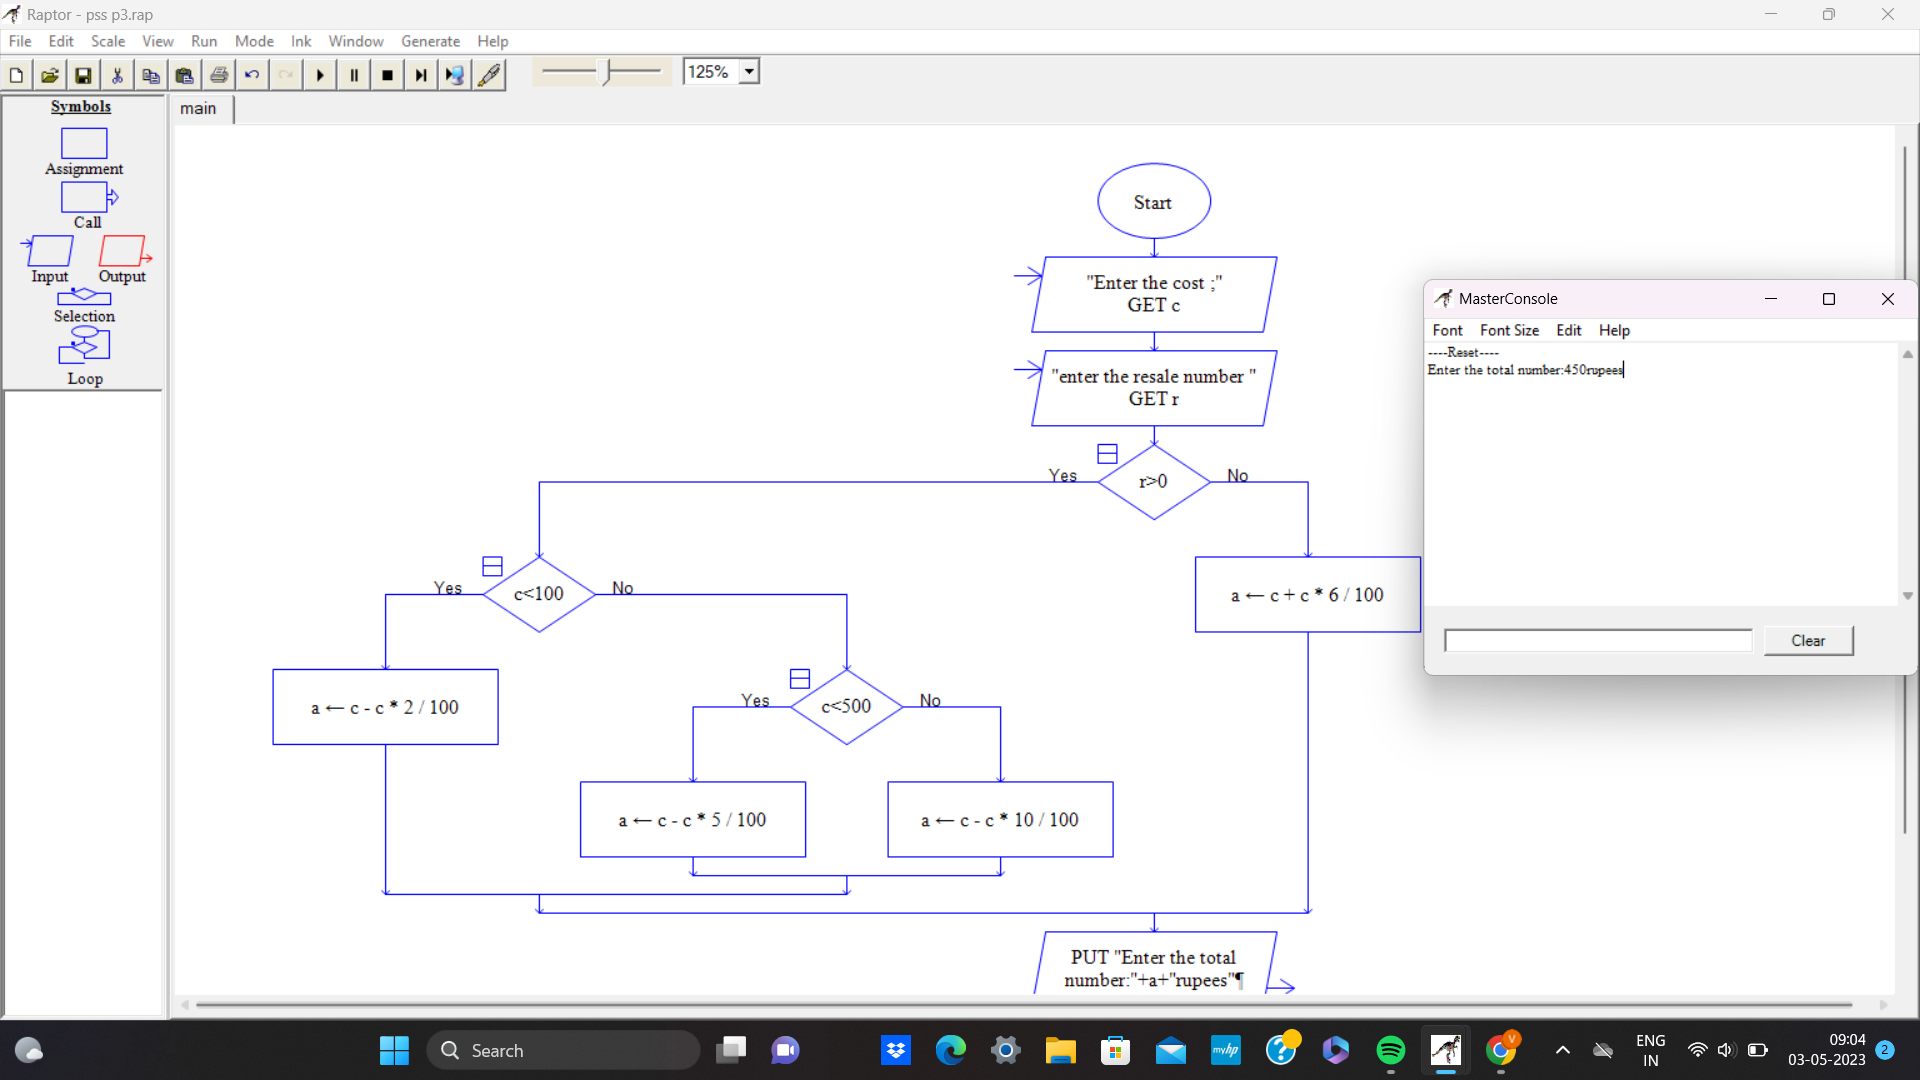 Raptor - pss p3.rap
File Edit Scale View Run Mode Ink Window Generate Help
125%
Symbols
main
Assignment
Call
Input Output
Selection
Loop
Start
"Enter the cost ;"
GET c
"enter the resale number "
GET r
Yes r>0 No
Yes c<100 No
a ← c + c * 6 / 100
a ← c - c * 2 / 100
Yes c<500 No
a ← c - c * 5 / 100
a ← c - c * 10 / 100
PUT "Enter the total
number:"+a+"rupees"¶
MasterConsole
Font Font Size Edit Help
----Reset----
Enter the total number:450rupees
Clear
Search
myhp
V
ENG
IN
09:04
03-05-2023
2